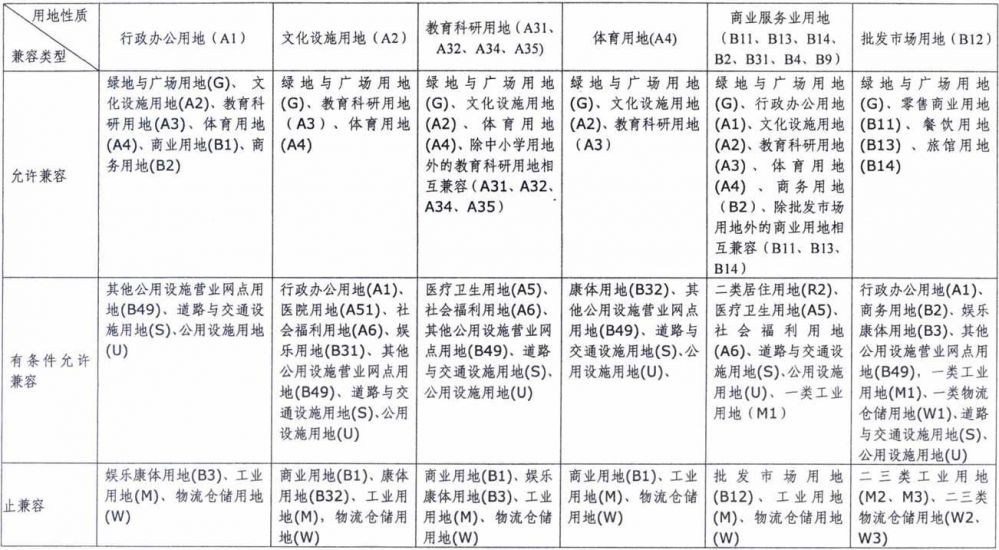 用地性质
兼容类型
行政办公用地（A1）
文化设施用地（A2）
教育科研用地（A31、
A32、A34、A35)
体育用地(A4)
商业服务业用地
（B11、B13、B14、
B2、B31、B4、B9）
批发市场用地（B12）
允许兼容
绿地与广场用地(G)、文
化设施用地(A2)、教育科
研用地(A3)、体育用地
(A4)、商业用地(B1)、商
务用地(B2)
绿地与广场用地
(G)、教育科研用地
（A3）、体育用地
(A4)
绿地与广场用地
(G)、文化设施用地
(A2)、体育用地
(A4)、除中小学用地
外的教育科研用地相
互兼容（A31、A32、
A34、A35）
绿地与广场用地
(G)、文化设施用地
(A2)、教育科研用地
（A3）
绿地与广场用地
(G)、行政办公用地
(A1)、文化设施用地
(A2)、教育科研用地
(A3)、体育用地
(A4)、商务用地
（B2）、除批发市场
用地外的商业用地相
互兼容（B11、B13、
B14）
绿地与广场用地
(G)、零售商业用地
(B11)、餐饮用地
(B13)、旅馆用地
(B14)
有条件允许
兼容
其他公用设施营业网点用
地(B49)、道路与交通设
施用地(S)、公用设施用地
(U)
行政办公用地(A1)、
医院用地(A51)、社
会福利用地(A6)、娱
乐用地(B31)、其他
公用设施营业网点用
地(B49)、道路与交
通设施用地(S)、公用
设施用地(U)
医疗卫生用地(A5)、
社会福利用地(A6)、
其他公用设施营业网
点用地(B49)、道路
与交通设施用地(S)、
公用设施用地(U)
康体用地(B32)、其
他公用设施营业网点
用地(B49)、道路与
交通设施用地(S)、公
用设施用地(U)、
二类居住用地(R2)、
医疗卫生用地(A5)、
社会福利用地
(A6)、道路与交通设
施用地(S)、公用设施
用地(U)、一类工业
用地（M1）
行政办公用地(A1)、
商务用地(B2)、娱乐
康体用地(B3)、其他
公用设施营业网点用
地(B49)，一类工业
用地(M1)、一类物流
仓储用地(W1)、道路
与交通设施用地(S)、
公用设施用地(U)
止兼容
娱乐康体用地(B3)、工业
用地(M)、物流仓储用地
(W)
商业用地(B1)、康体
用地(B32)、工业用
地(M)，物流仓储用
地(W)
商业用地(B1)、娱乐
康体用地(B3)、工业
用地(M)、物流仓储
用地(W)
商业用地(B1)、工业
用地(M)、物流仓储
用地(W)
批发市场用地
(B12)、工业用地
(M)、物流仓储用地
(W)
二三类工业用地
(M2、M3)、二三类
物流仓储用地(W2、
W3)